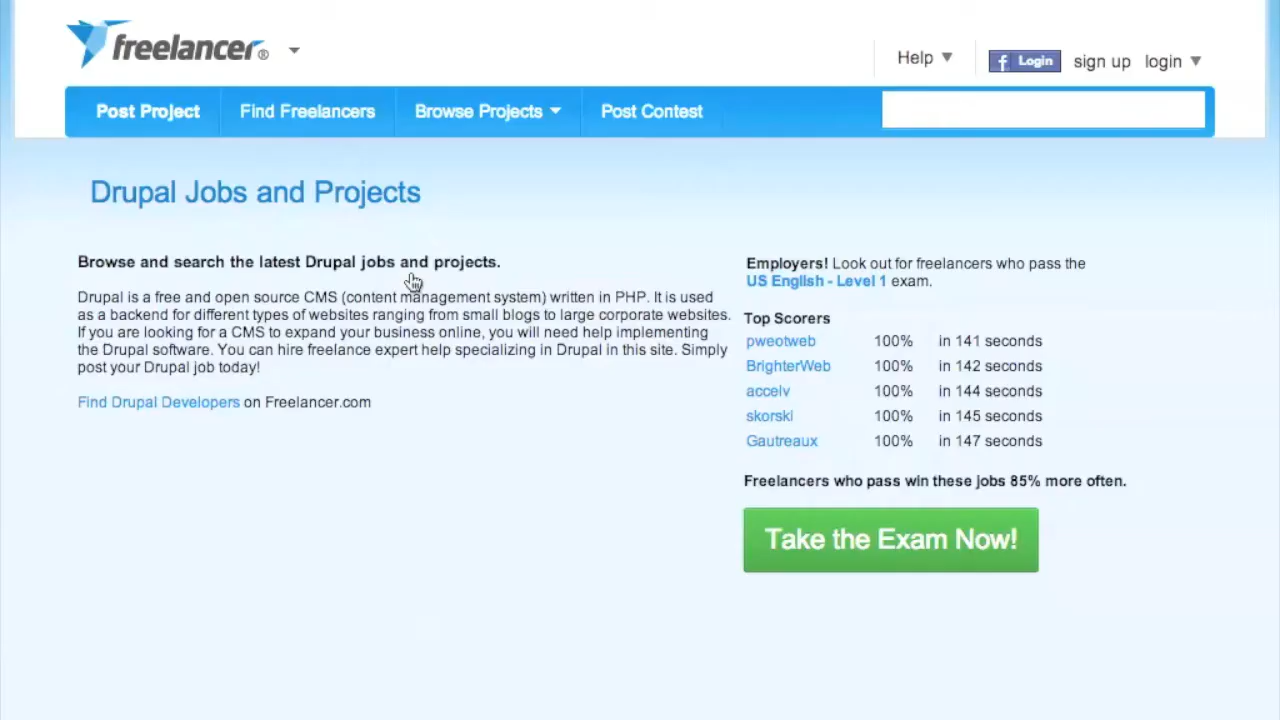 freelancer®
Help
f Login sign up login
Post Project Find Freelancers Browse Projects Post Contest
Drupal Jobs and Projects
Browse and search the latest Drupal jobs and projects.
Drupal is a free and open source CMS (content management system) written in PHP. It is used
as a backend for different types of websites ranging from small blogs to large corporate websites.
If you are looking for a CMS to expand your business online, you will need help implementing
the Drupal software. You can hire freelance expert help specializing in Drupal in this site. Simply
post your Drupal job today!
Find Drupal Developers on Freelancer.com
Employers! Look out for freelancers who pass the
US English - Level 1 exam.
Top Scorers
pweotweb 100% in 141 seconds
BrighterWeb 100% in 142 seconds
accelv 100% in 144 seconds
skorski 100% in 145 seconds
Gautreaux 100% in 147 seconds
Freelancers who pass win these jobs 85% more often.
Take the Exam Now!